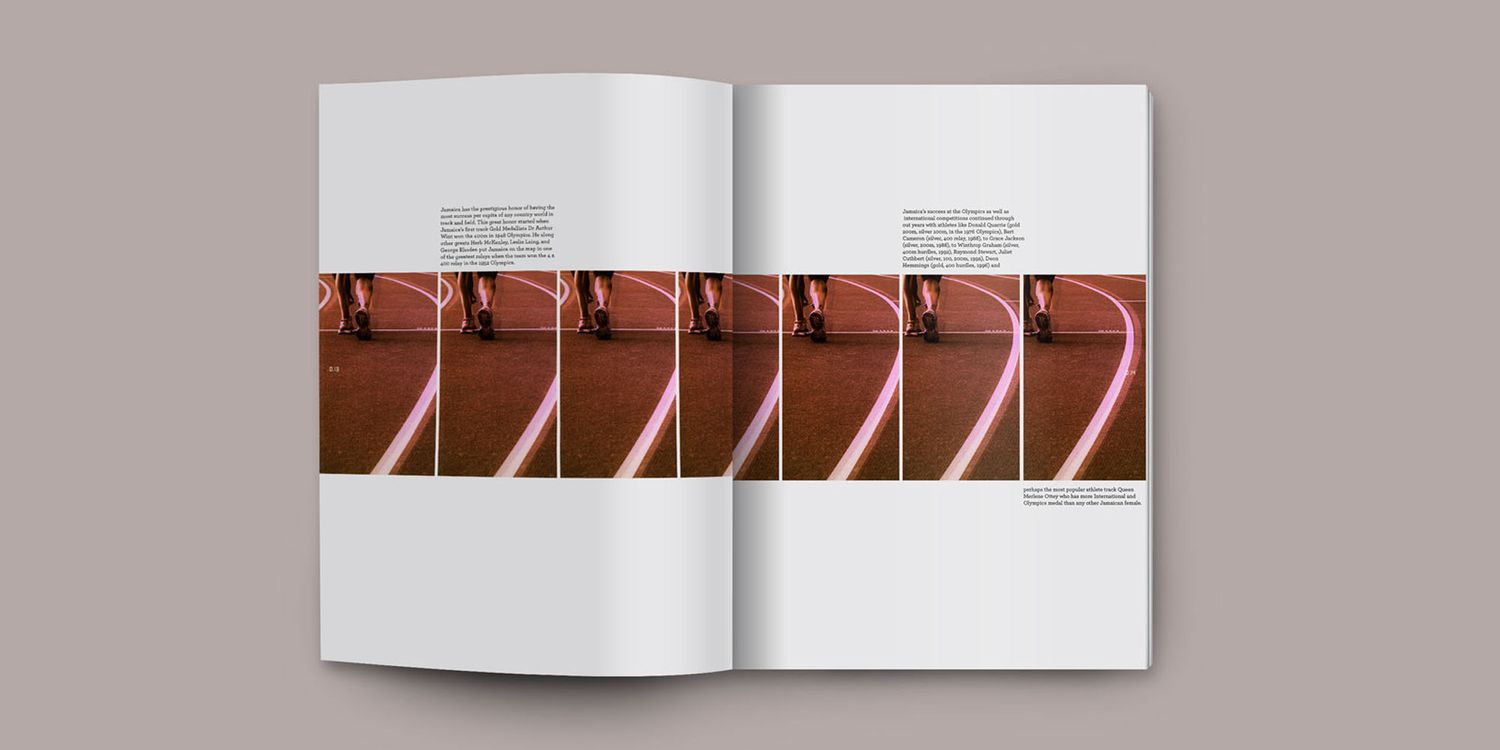 Jamaica has the prestigious honor of having the
most success per capita of any country world in
track and field. This great honor started when
Jamaica's first track Gold Medallists Dr Arthur
Wint won the 400m in 1948 Olympics. He along
other greats Herb McKenley, Leslie Laing, and
George Rhoden put Jamaica on the map in one
of the greatest relays when the team won the 4 x
400 relay in the 1952 Olympics.
Jamaica's success at the Olympics as well as
international competitions continued through
out years with athletes like Donald Quarrie (gold
200m, silver 100m, in the 1976 Olympics), Bert
Cameron (silver, 400 relay, 1988), to Grace Jackson
(silver, 200m, 1988), to Winthrop Graham (silver,
400m hurdles, 1992), Raymond Stewart, Juliet
Cuthbert (silver, 100, 200m, 1992), Deon
Hemmings (gold, 400 hurdles, 1996) and
0.13
0.14
perhaps the most popular athlete track Queen
Merlene Ottey who has more International and
Olympics medal than any other Jamaican female.